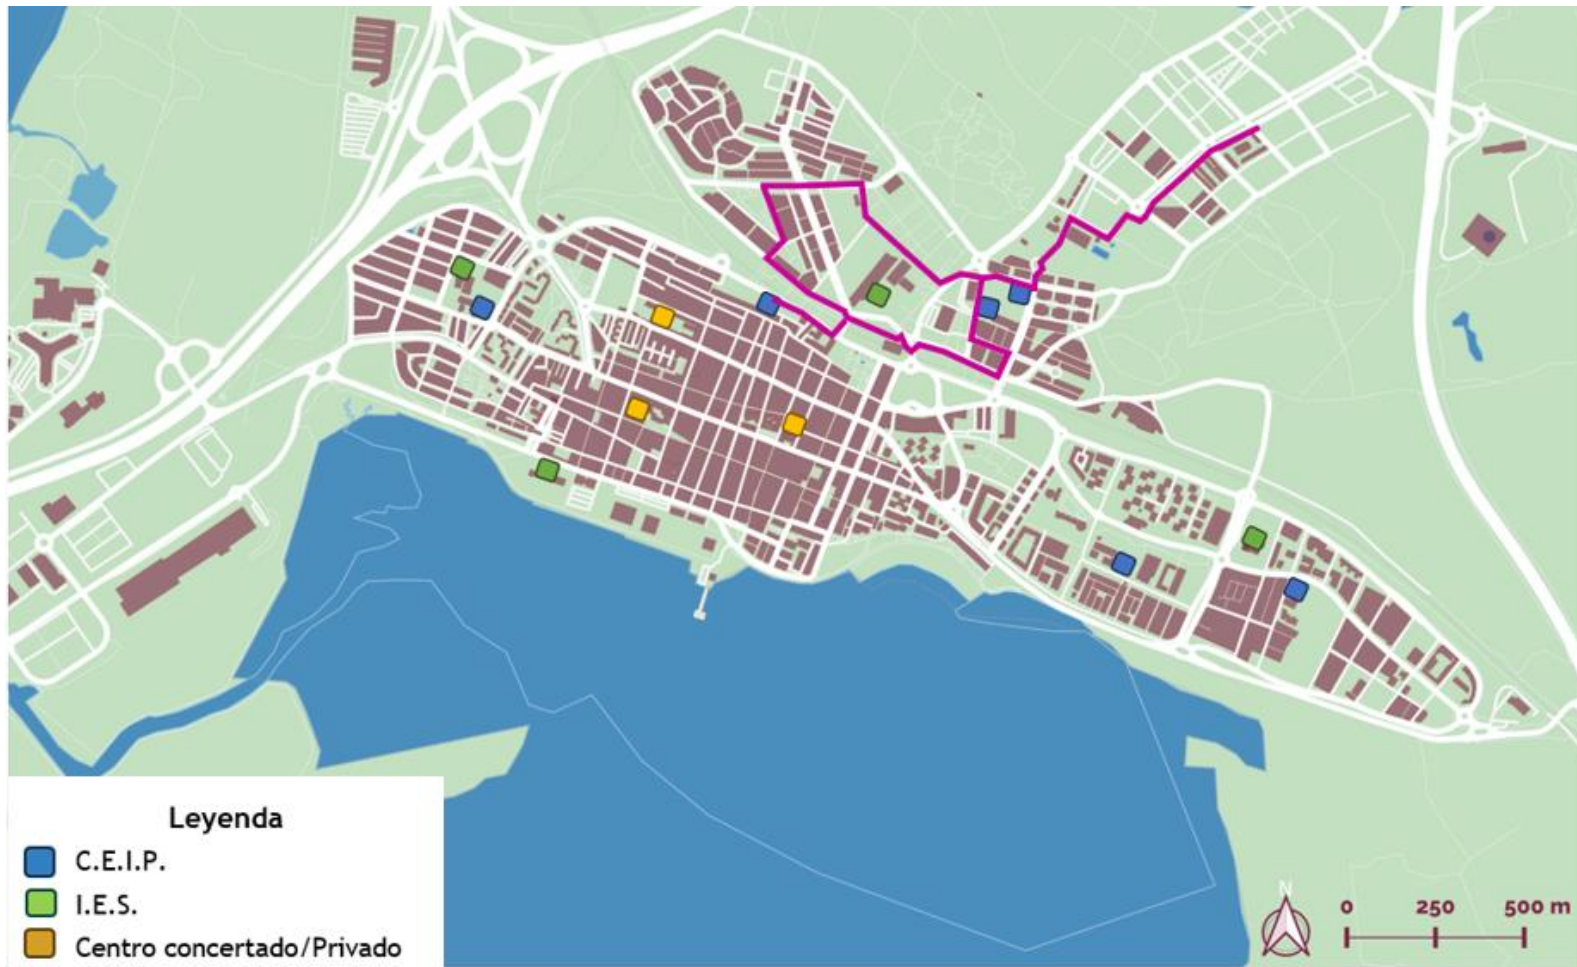 Leyenda
C.E.I.P.
I.E.S.
Centro concertado/Privado
N
0 250 500 m